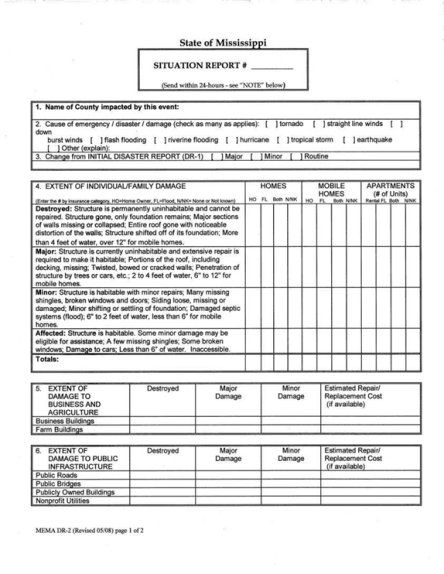 State of Mississippi
SITUATION REPORT # ________
(Send within 24-hours - see "NOTE" below)
1. Name of County impacted by this event:
2. Cause of emergency / disaster / damage (check as many as applies): [ ] tornado [ ] straight line winds [ ]
down
burst winds [ ] flash flooding [ ] riverine flooding [ ] hurricane [ ] tropical storm [ ] earthquake
[ ] Other (explain):
3. Change from INITIAL DISASTER REPORT (DR-1) [ ] Major [ ] Minor [ ] Routine
4. EXTENT OF INDIVIDUAL/FAMILY DAMAGE HOMES MOBILE HOMES APARTMENTS (# of Units)
(Enter the # by insurance category, HO=Home Owner, FL=Flood, N/NK= None or Not known) HO FL Both N/NK HO FL Both N/NK Rental FL Both N/NK
Destroyed: Structure is permanently uninhabitable and cannot be
repaired. Structure gone, only foundation remains; Major sections
of walls missing or collapsed; Entire roof gone with noticeable
distortion of the walls; Structure shifted off of its foundation; More
than 4 feet of water, over 12" for mobile homes.
Major: Structure is currently uninhabitable and extensive repair is
required to make it habitable; Portions of the roof, including
decking, missing; Twisted, bowed or cracked walls; Penetration of
structure by trees or cars, etc.; 2 to 4 feet of water, 6" to 12" for
mobile homes.
Minor: Structure is habitable with minor repairs; Many missing
shingles, broken windows and doors; Siding loose, missing or
damaged; Minor shifting or settling of foundation; Damaged septic
systems (flood); 6" to 2 feet of water, less than 6" for mobile
homes.
Affected: Structure is habitable. Some minor damage may be
eligible for assistance; A few missing shingles; Some broken
windows; Damage to cars; Less than 6" of water. Inaccessible.
Totals:
5. EXTENT OF DAMAGE TO BUSINESS AND AGRICULTURE Destroyed Major Damage Minor Damage Estimated Repair/ Replacement Cost (if available)
Business Buildings
Farm Buildings
6. EXTENT OF DAMAGE TO PUBLIC INFRASTRUCTURE Destroyed Major Damage Minor Damage Estimated Repair/ Replacement Cost (if available)
Public Roads
Public Bridges
Publicly Owned Buildings
Nonprofit Utilities
MEMA DR-2 (Revised 05/08) page 1 of 2